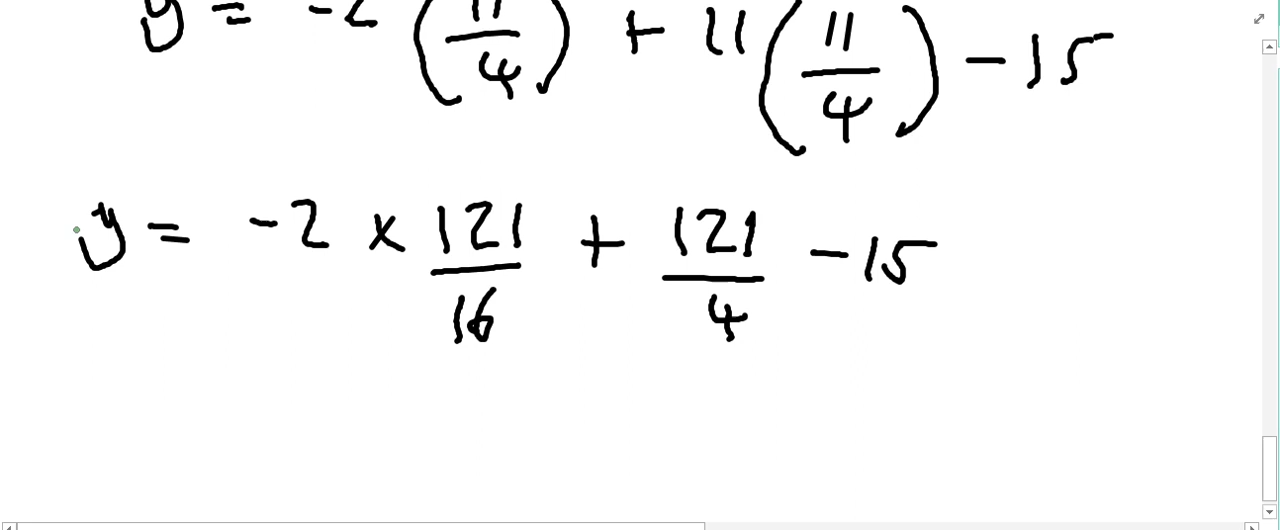 y = -2 (11/4) + 11 (11/4) - 15
y = -2 × 121/16 + 121/4 - 15